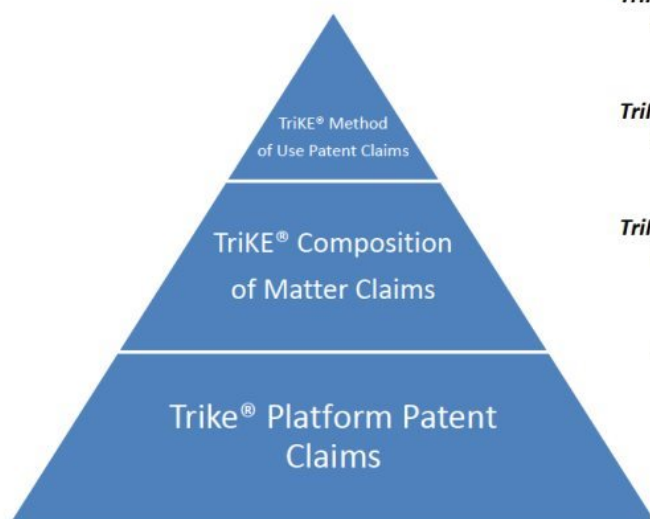 TriKE® Method
of Use Patent Claims
TriKE® Composition
of Matter Claims
Trike® Platform Patent
Claims